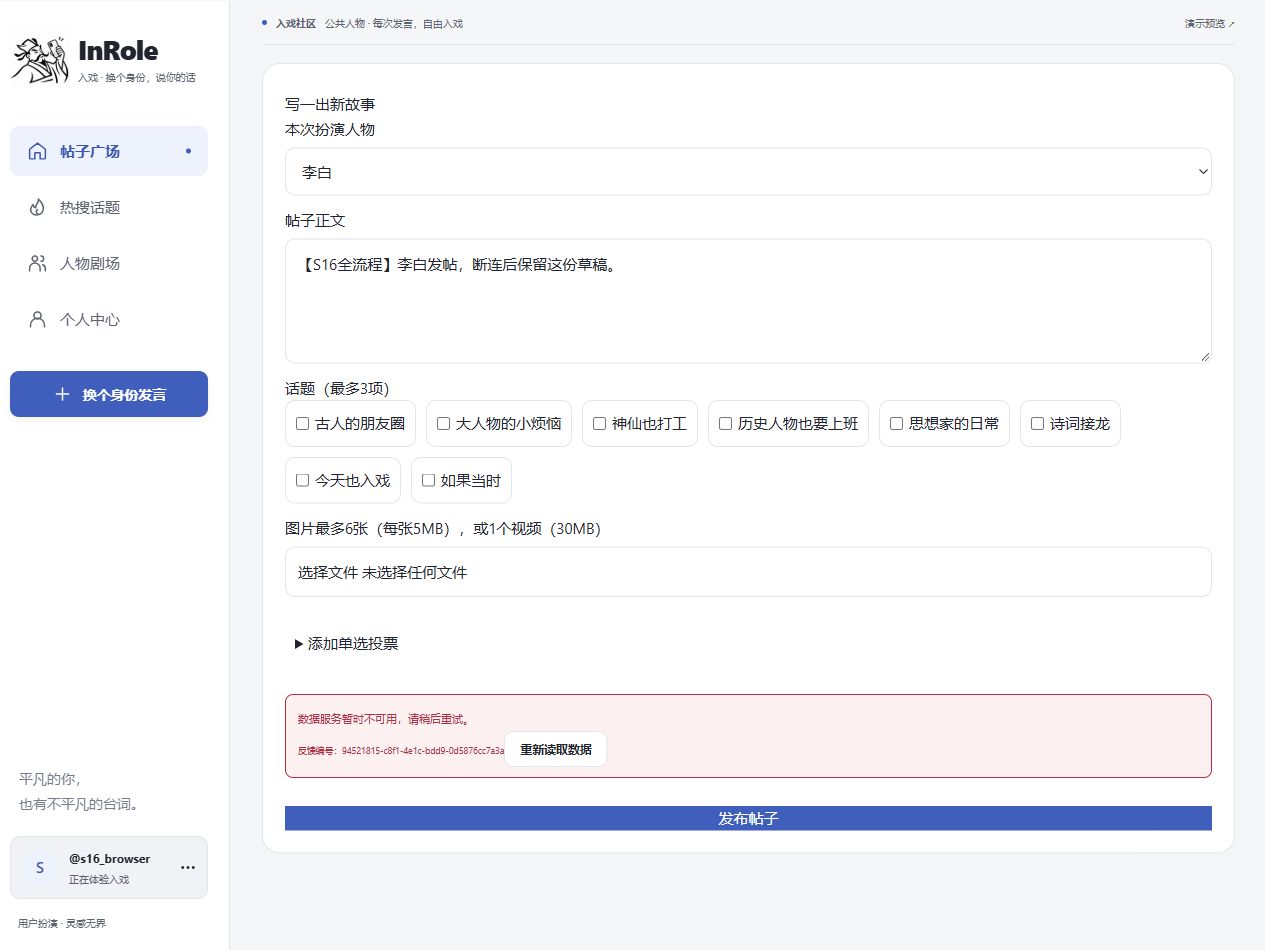 InRole
入戏 · 换个身份，说你的话
帖子广场
热搜话题
人物剧场
个人中心
换个身份发言
平凡的你，
也有不平凡的台词。
S
@s16_browser
正在体验入戏
用户扮演 · 灵感无界
入戏社区 公共人物 · 每次发言，自由入戏
演示预览 ↗
写一出新故事
本次扮演人物
李白
帖子正文
【S16全流程】李白发帖，断连后保留这份草稿。
话题（最多3项）
古人的朋友圈 大人物的小烦恼 神仙也打工 历史人物也要上班 思想家的日常 诗词接龙
今天也入戏 如果当时
图片最多6张（每张5MB），或1个视频（30MB）
选择文件 未选择任何文件
添加单选投票
数据服务暂时不可用，请稍后重试。
反馈编号：94521815-c8f1-4e1c-bdd9-0d5876cc7a3a 重新读取数据
发布帖子